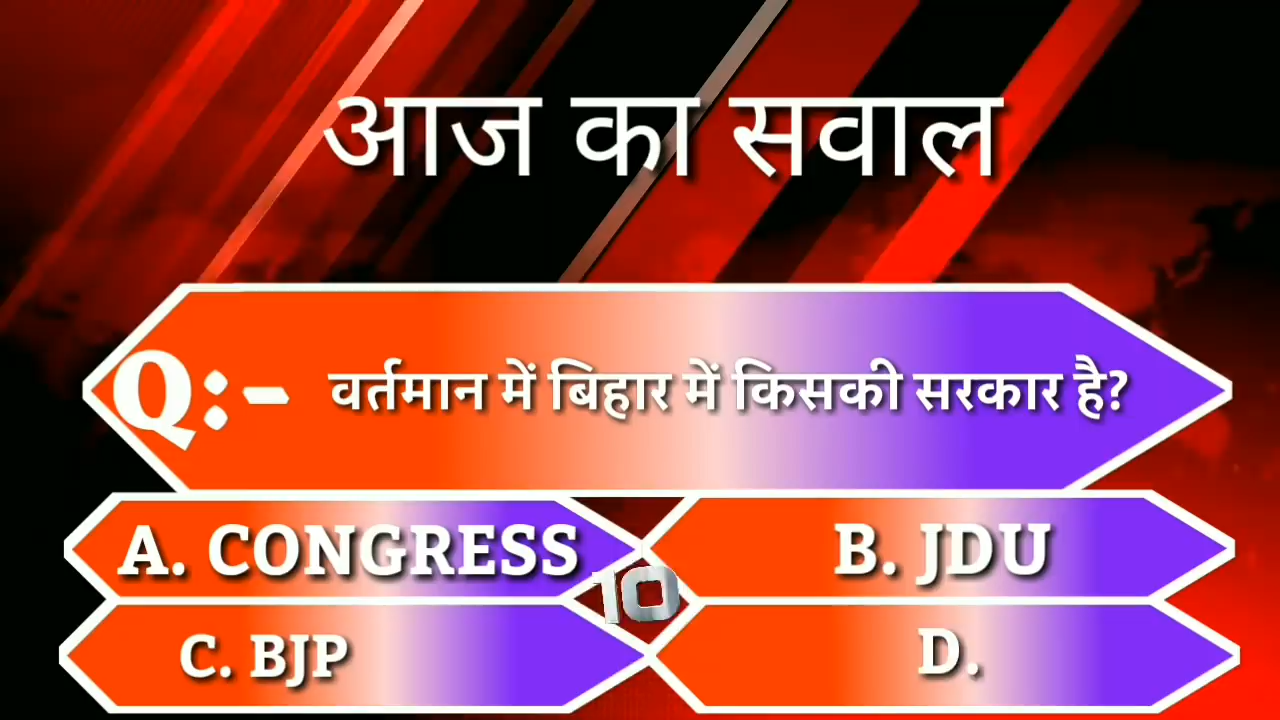 आज का सवाल
Q:- वर्तमान में बिहार में किसकी सरकार है?
A. CONGRESS
B. JDU
10
C. BJP
D.